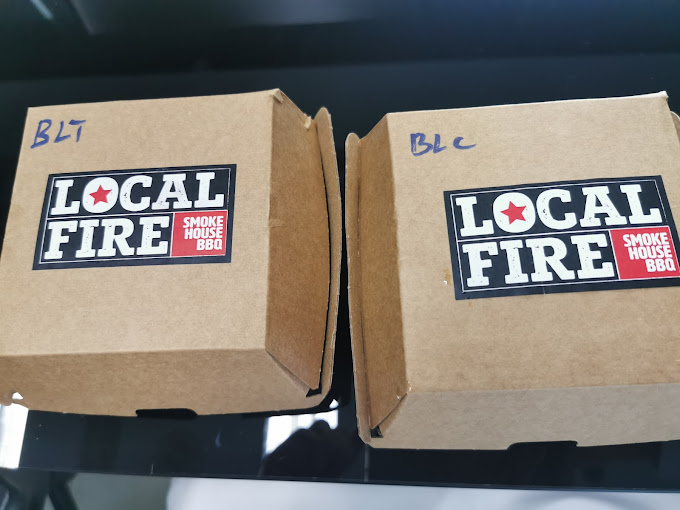 BLT
LOCAL
FIRE
SMOKE
HOUSE
BBQ
BLC
LOCAL
FIRE
SMOKE
HOUSE
BBQ